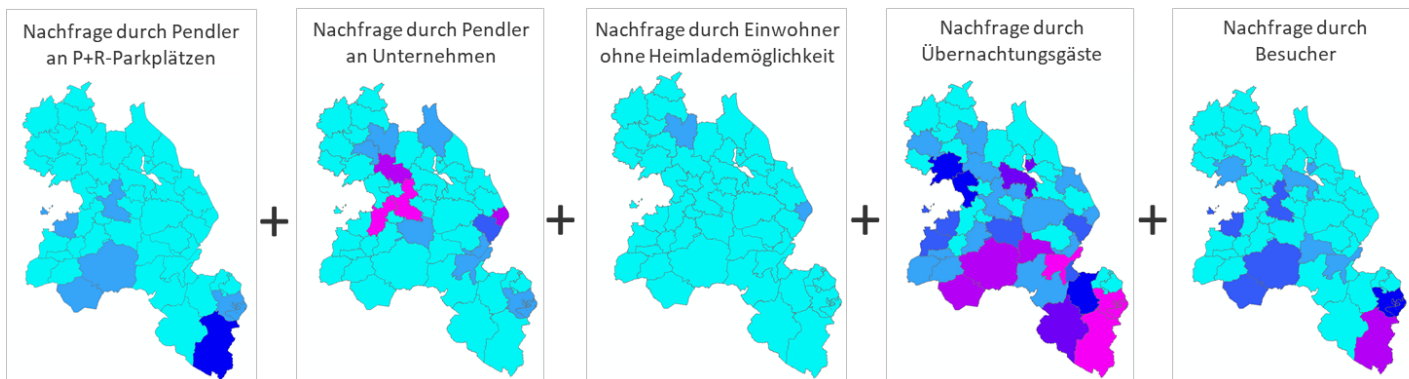 Nachfrage durch Pendler
an P+R-Parkplätzen
+
Nachfrage durch Pendler
an Unternehmen
+
Nachfrage durch Einwohner
ohne Heimlademöglichkeit
+
Nachfrage durch
Übernachtungsgäste
+
Nachfrage durch
Besucher